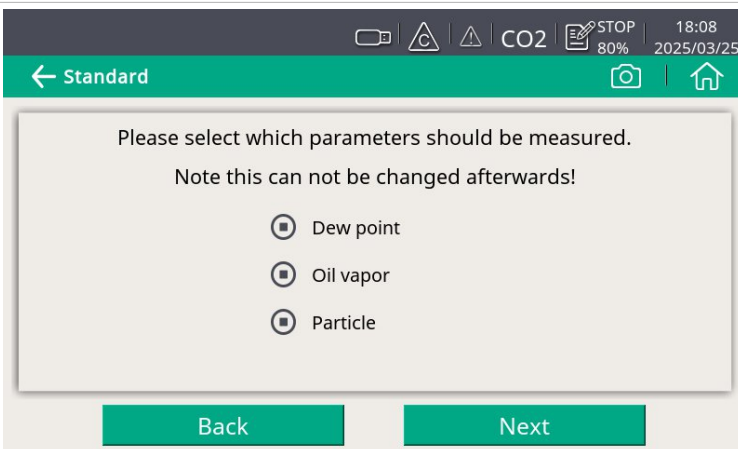 C CO2 STOP 18:08
80% 2025/03/25
Standard
Please select which parameters should be measured.
Note this can not be changed afterwards!
Dew point
Oil vapor
Particle
Back Next